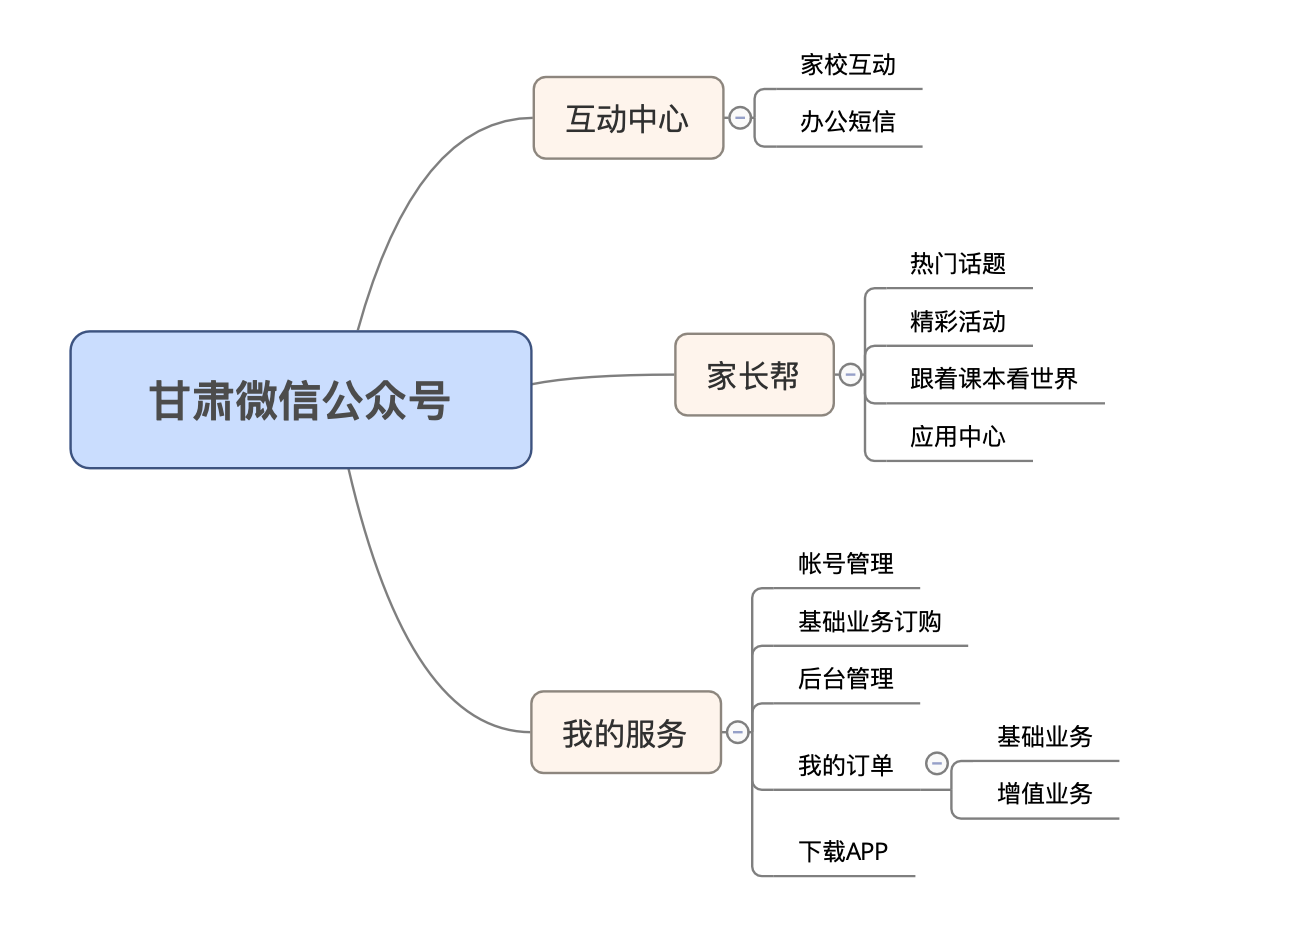 甘肃微信公众号
互动中心
家校互动
办公短信
家长帮
热门话题
精彩活动
跟着课本看世界
应用中心
我的服务
帐号管理
基础业务订购
后台管理
我的订单
基础业务
增值业务
下载APP